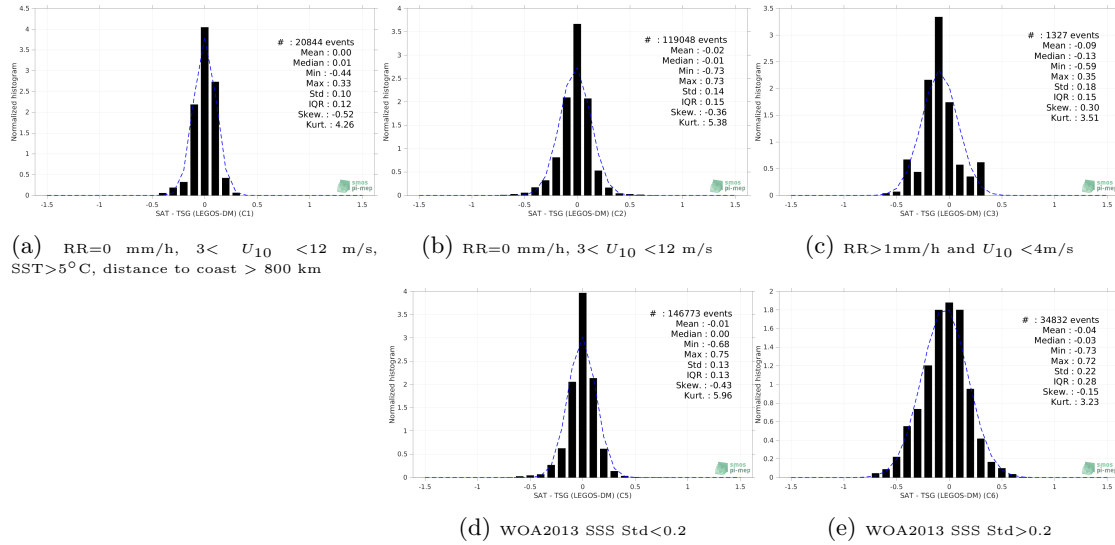 4.5
4
3.5
3
2.5
2
1.5
1
0.5
0
Normalized histogram
# : 20844 events
Mean : 0.00
Median : 0.01
Min : -0.44
Max : 0.33
Std : 0.10
IQR : 0.12
Skew. : -0.52
Kurt. : 4.26
smos
pi-mep
-1.5 -1 -0.5 0 0.5 1 1.5
SAT - TSG (LEGOS-DM) (C1)
(a) RR=0 mm/h, 3< U10 <12 m/s,
SST>5°C, distance to coast > 800 km
4
3.5
3
2.5
2
1.5
1
0.5
0
Normalized histogram
# : 119048 events
Mean : -0.02
Median : -0.01
Min : -0.73
Max : 0.73
Std : 0.14
IQR : 0.15
Skew. : -0.36
Kurt. : 5.38
smos
pi-mep
-1.5 -1 -0.5 0 0.5 1 1.5
SAT - TSG (LEGOS-DM) (C2)
(b) RR=0 mm/h, 3< U10 <12 m/s
3.5
3
2.5
2
1.5
1
0.5
0
Normalized histogram
# : 1327 events
Mean : -0.09
Median : -0.13
Min : -0.59
Max : 0.35
Std : 0.18
IQR : 0.15
Skew. : 0.30
Kurt. : 3.51
smos
pi-mep
-1.5 -1 -0.5 0 0.5 1 1.5
SAT - TSG (LEGOS-DM) (C3)
(c) RR>1mm/h and U10 <4m/s
4
3.5
3
2.5
2
1.5
1
0.5
0
Normalized histogram
# : 146773 events
Mean : -0.01
Median : 0.00
Min : -0.68
Max : 0.75
Std : 0.13
IQR : 0.13
Skew. : -0.43
Kurt. : 5.96
smos
pi-mep
-1.5 -1 -0.5 0 0.5 1 1.5
SAT - TSG (LEGOS-DM) (C5)
(d) WOA2013 SSS Std<0.2
2
1.8
1.6
1.4
1.2
1
0.8
0.6
0.4
0.2
0
Normalized histogram
# : 34832 events
Mean : -0.04
Median : -0.03
Min : -0.73
Max : 0.72
Std : 0.22
IQR : 0.28
Skew. : -0.15
Kurt. : 3.23
smos
pi-mep
-1.5 -1 -0.5 0 0.5 1 1.5
SAT - TSG (LEGOS-DM) (C6)
(e) WOA2013 SSS Std>0.2